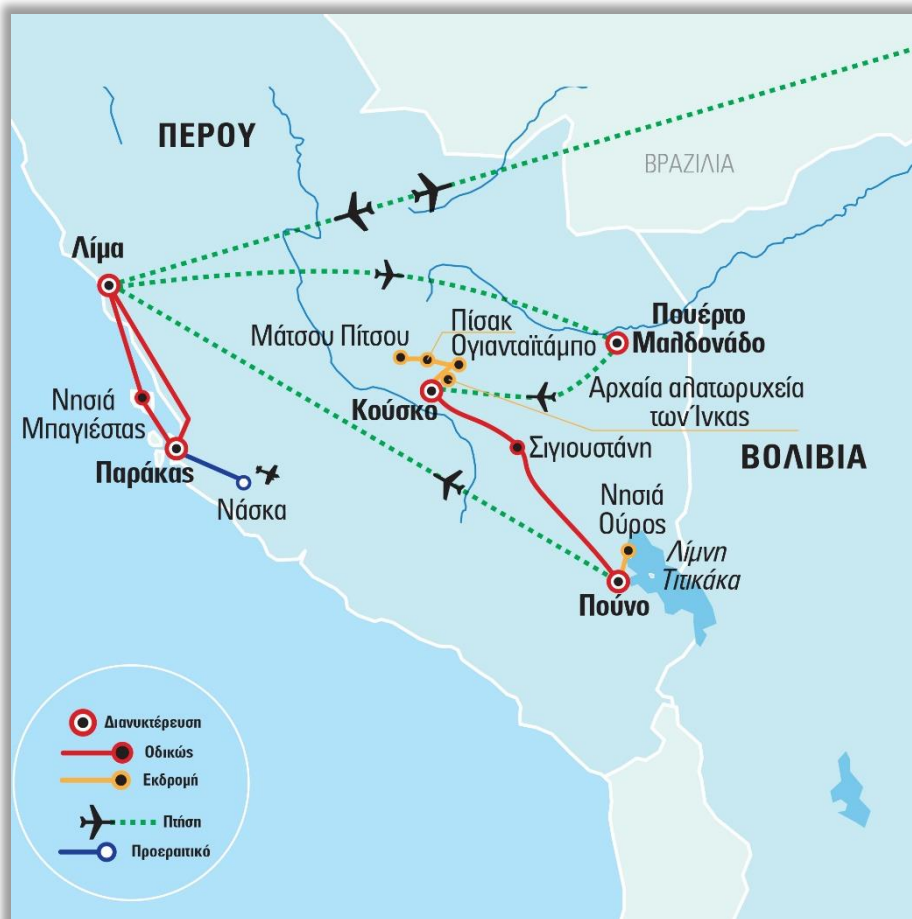 ΠΕΡΟΥ
ΒΡΑΖΙΛΙΑ
Λίμα
Πουέρτο
Μαλδονάδο
Μάτσου Πίτσου
Πίσακ
Ογιανταϊτάμπο
Αρχαία αλατωρυχεία
των Ίνκας
Κούσκο
Νησιά
Μπαγιέστας
Παράκας
Νάσκα
Σιγιουστάνη
ΒΟΛΙΒΙΑ
Νησιά
Ούρος
Λίμνη
Τιτικάκα
Πούνο
Διανυκτέρευση
Οδικώς
Εκδρομή
Πτήση
Προεραιτικό